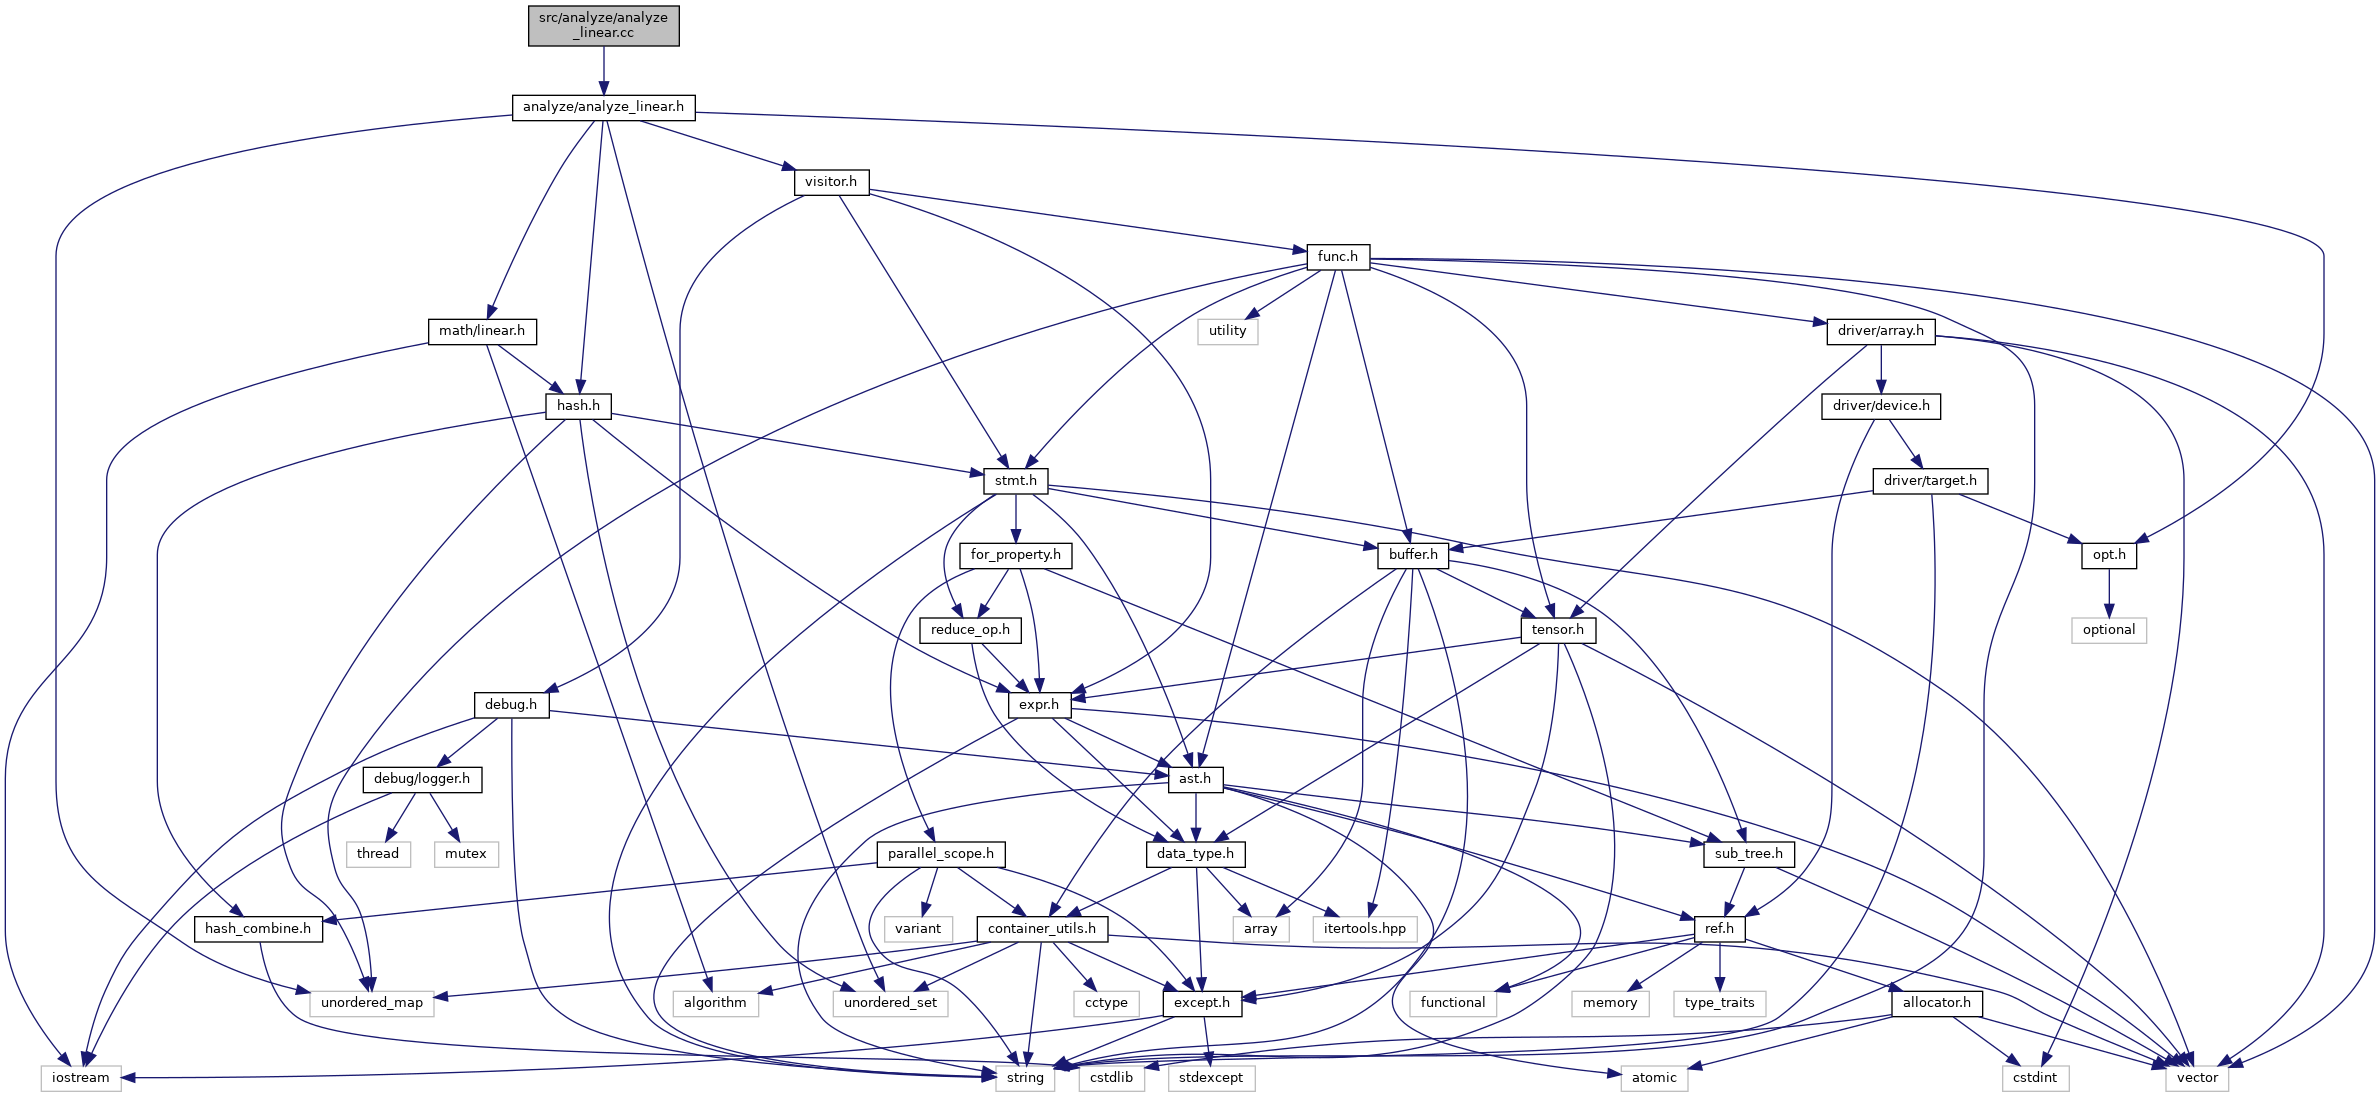 src/analyze/analyze
_linear.cc
analyze/analyze_linear.h
visitor.h
func.h
math/linear.h
utility
driver/array.h
hash.h
driver/device.h
stmt.h
driver/target.h
for_property.h
buffer.h
opt.h
reduce_op.h
tensor.h
optional
debug.h
expr.h
debug/logger.h
ast.h
thread
mutex
parallel_scope.h
data_type.h
sub_tree.h
hash_combine.h
variant
container_utils.h
array
itertools.hpp
ref.h
unordered_map
algorithm
unordered_set
cctype
except.h
functional
memory
type_traits
allocator.h
iostream
string
cstdlib
stdexcept
atomic
cstdint
vector